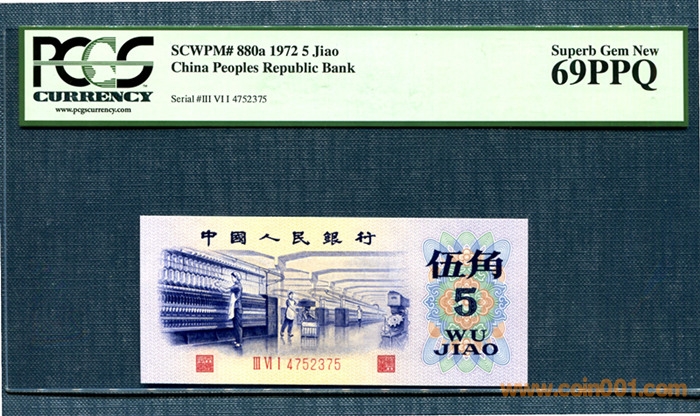 PCGS
CURRENCY
www.pcgscurrency.com
SCWPM# 880a 1972 5 Jiao
China Peoples Republic Bank
Serial #III VI I 4752375
Superb Gem New
69PPQ
中國人民銀行
伍角
5
WU
JIAO
III VI I 4752375
www.coin001.com